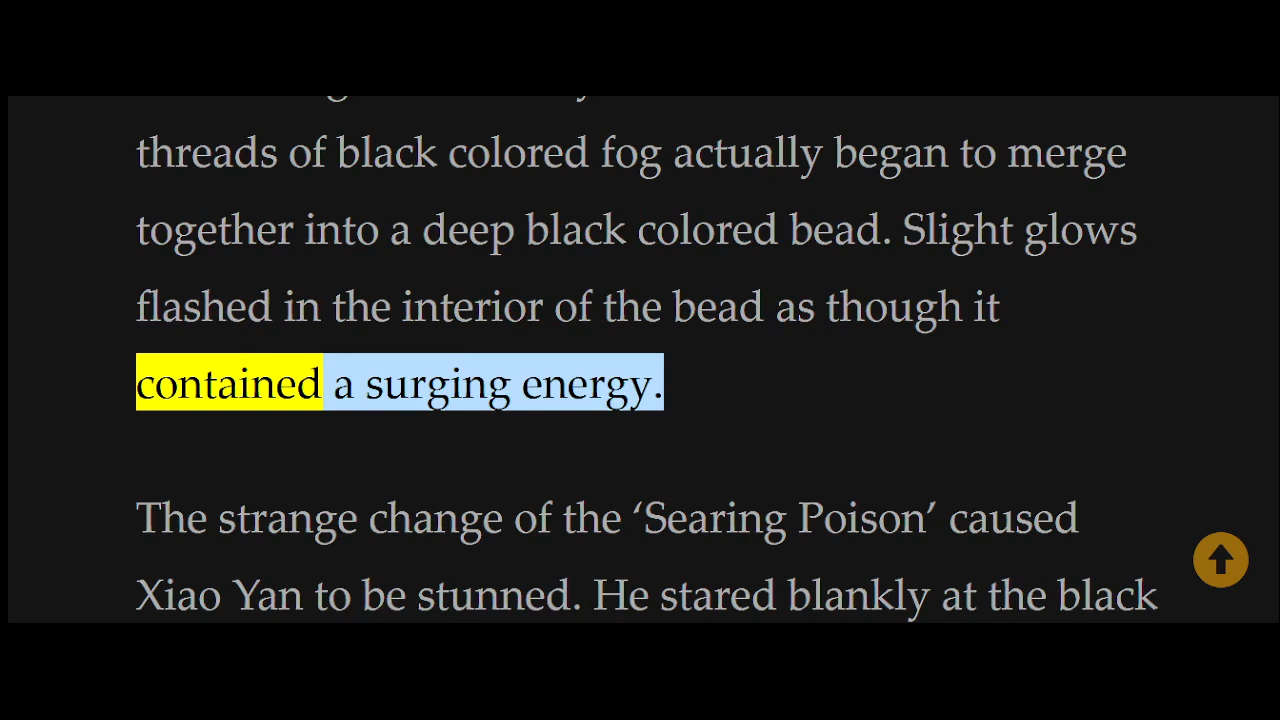 threads of black colored fog actually began to merge
together into a deep black colored bead. Slight glows
flashed in the interior of the bead as though it
contained a surging energy.
The strange change of the ‘Searing Poison’ caused
Xiao Yan to be stunned. He stared blankly at the black